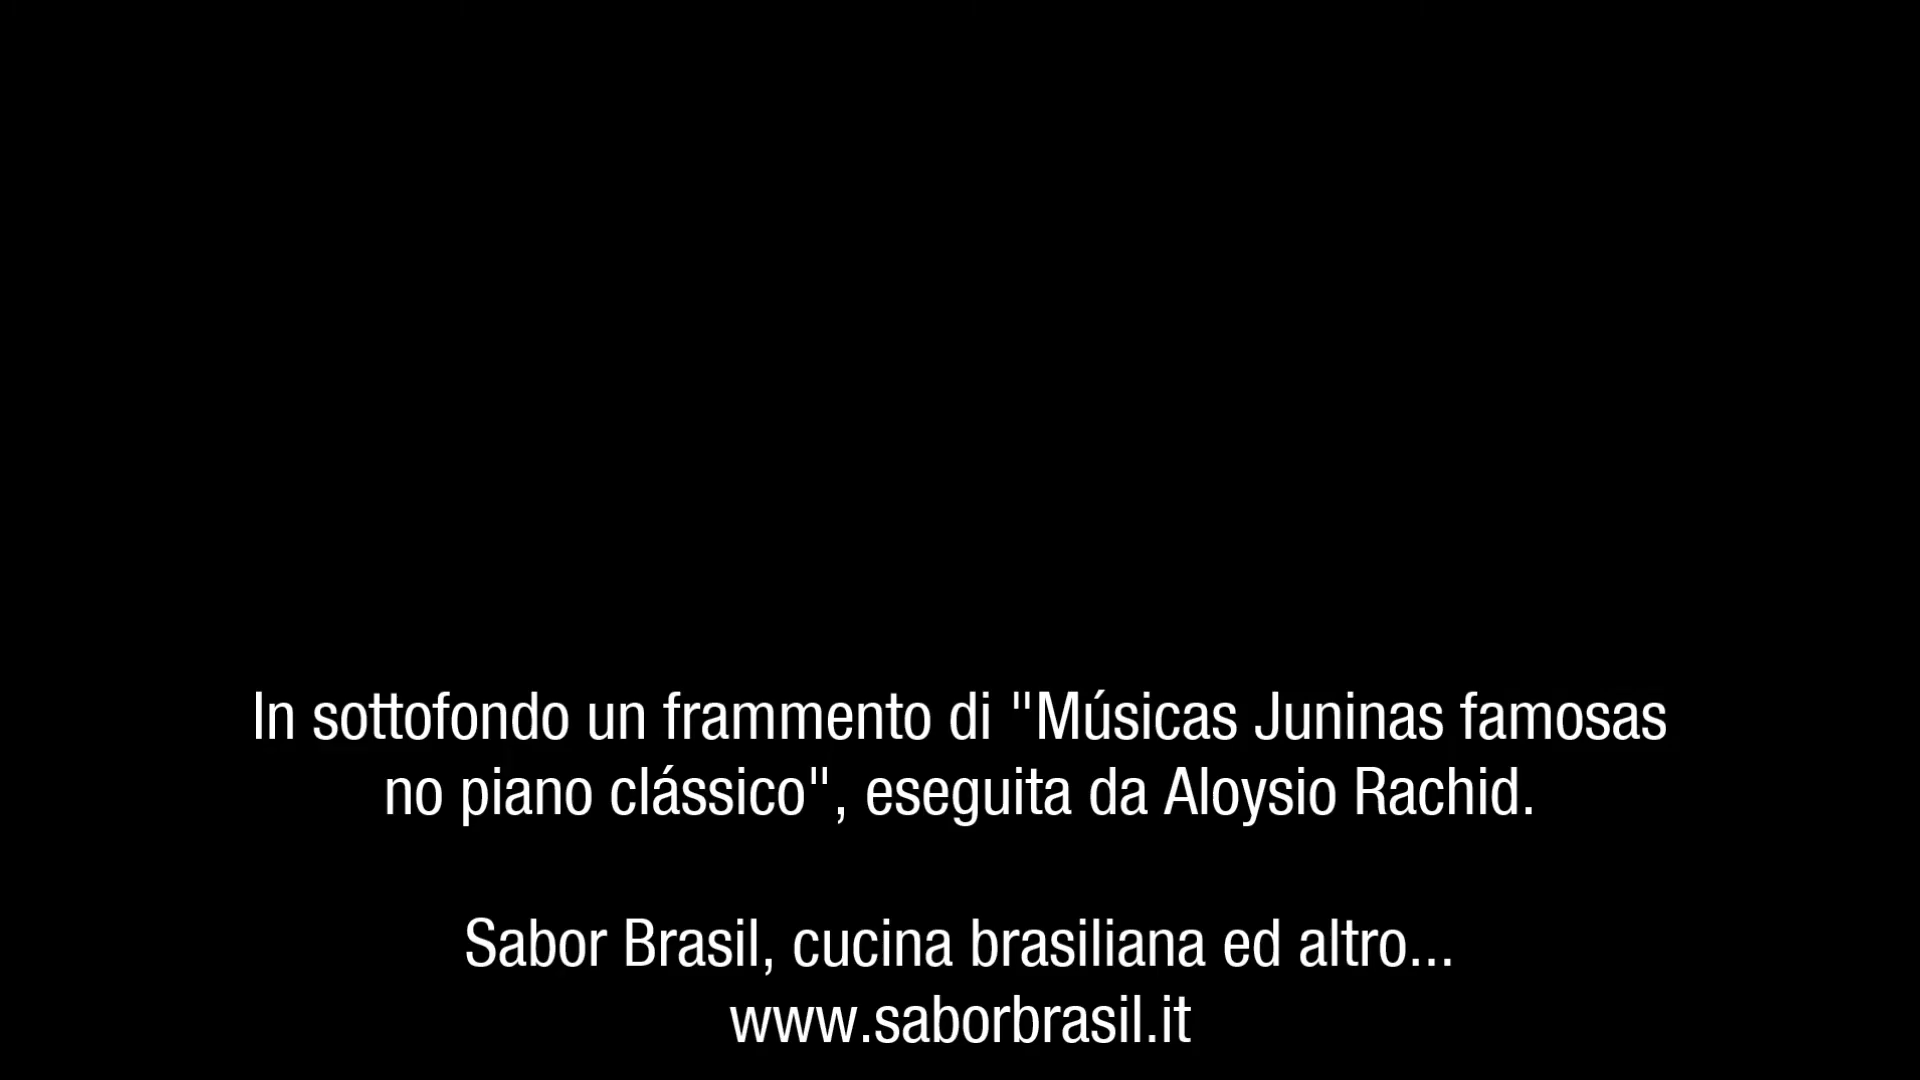 In sottofondo un frammento di "Músicas Juninas famosas
no piano clássico", eseguita da Aloysio Rachid.
Sabor Brasil, cucina brasiliana ed altro...
www.saborbrasil.it